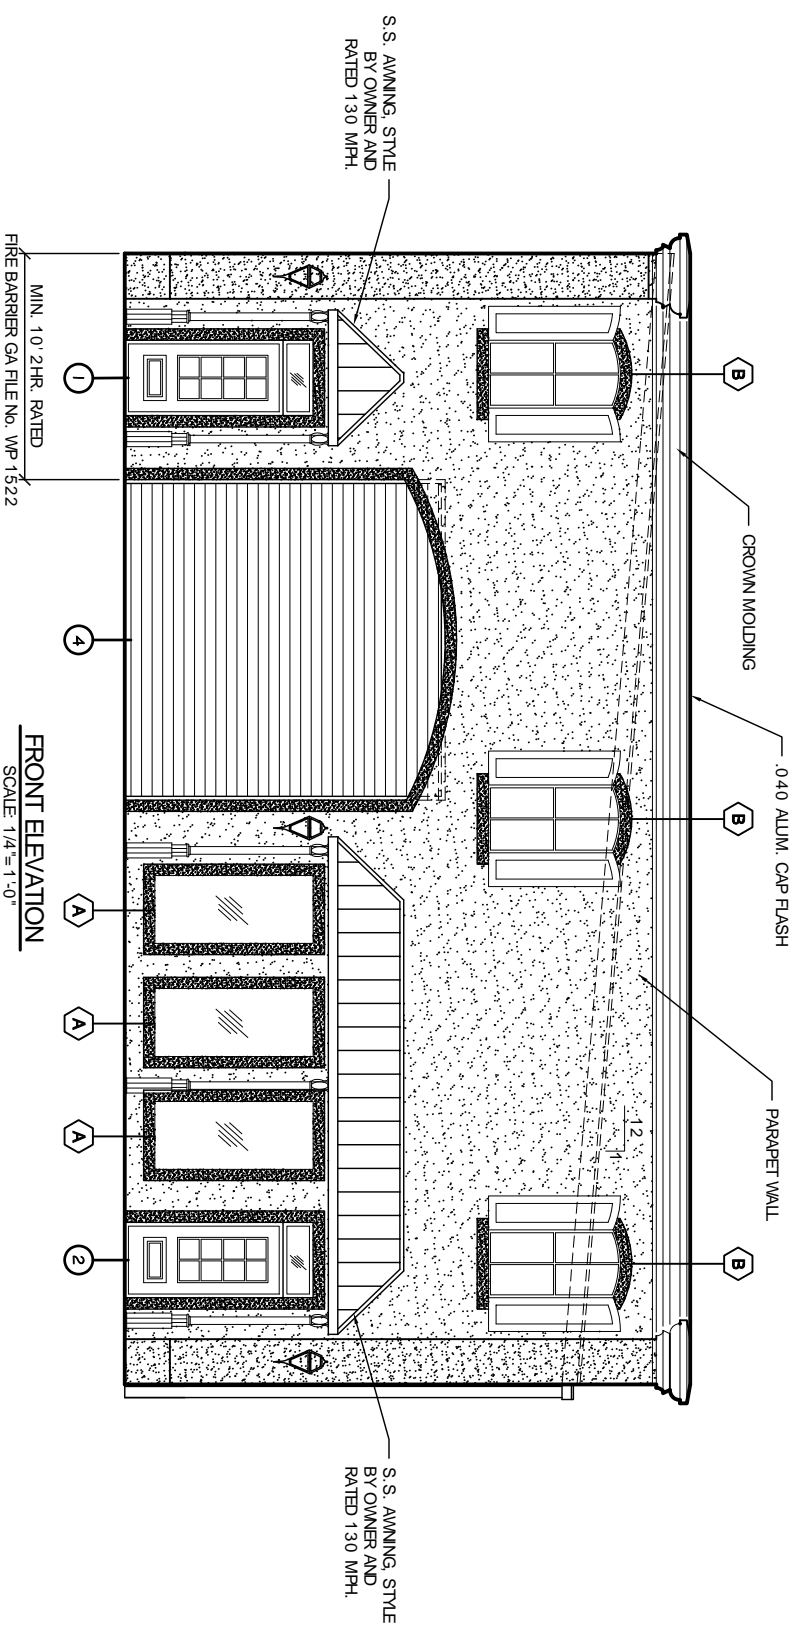 B
B
B
CROWN MOLDING
.040 ALUM. CAP FLASH
PARAPET WALL
12
1
S.S. AWNING, STYLE
BY OWNER AND
RATED 130 MPH.
S.S. AWNING, STYLE
BY OWNER AND
RATED 130 MPH.
1
4
A
A
A
2
MIN. 10' 2HR. RATED
FIRE BARRIER GA FILE No. WP 1522
FRONT ELEVATION
SCALE: 1/4"= 1'-0"